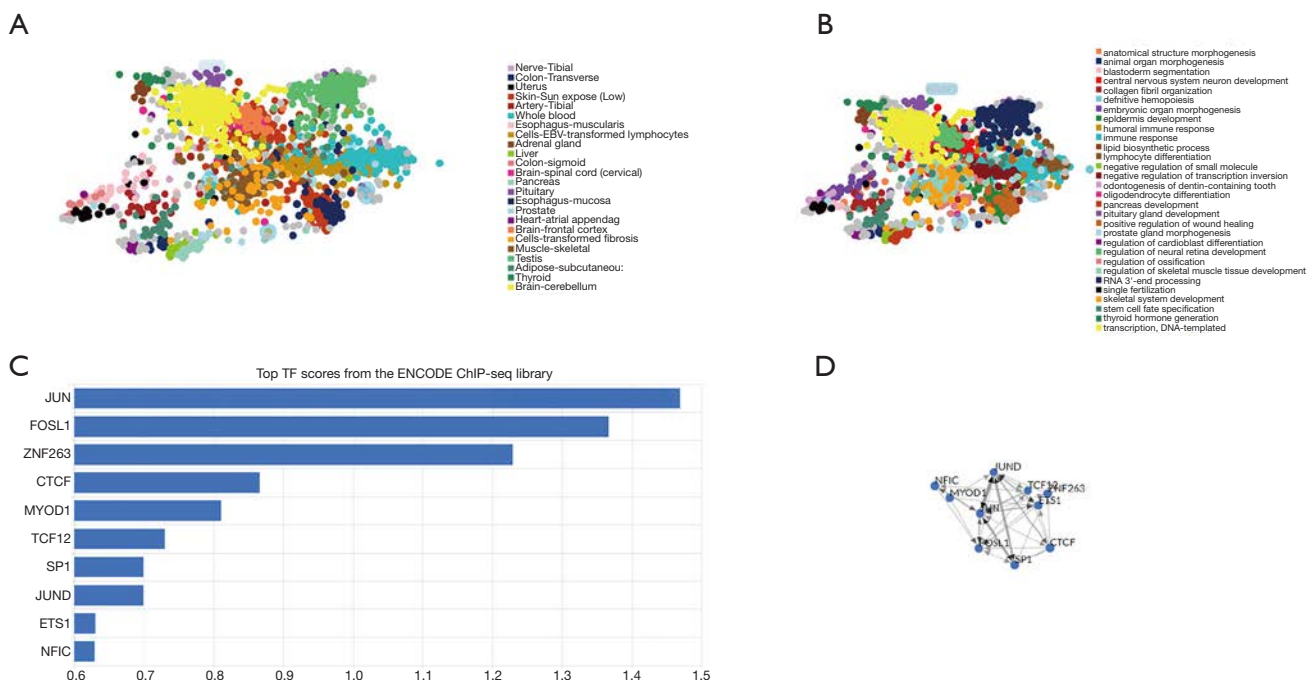 A
Nerve-Tibial
Colon-Transverse
Uterus
Skin-Sun expose (Low)
Artery-Tibial
Whole blood
Esophagus-muscularis
Cells-EBV-transformed lymphocytes
Adrenal gland
Liver
Colon-sigmoid
Brain-spinal cord (cervical)
Pancreas
Pituitary
Esophagus-mucosa
Prostate
Heart-atrial appendag
Brain-frontal cortex
Cells-transformed fibrosis
Muscle-skeletal
Testis
Adipose-subcutaneou:
Thyroid
Brain-cerebellum
B
anatomical structure morphogenesis
animal organ morphogenesis
blastoderm segmentation
central nervous system neuron development
collagen fibril organization
defnitive hemopoiesis
embryonic organ morphogenesis
epidermis development
humoral immune response
immune response
lipid biosynthetic process
lymphocyte differentiation
negative regulation of small molecule
negative regulation of transcription inversion
odontogenesis of dentin-containing tooth
oligodendrocyte differentiation
pancreas development
pituitary gland development
positive regulation of wound healing
prostate gland morphogenesis
regulation of cardioblast differentiation
regulation of neural retina development
regulation of ossification
regulation of skeletal muscle tissue development
RNA 3'-end processing
single fertilization
skeletal system development
stem cell fate specification
thyroid hormone generation
transcription, DNA-templated
C
Top TF scores from the ENCODE ChIP-seq library
JUN
FOSL1
ZNF263
CTCF
MYOD1
TCF12
SP1
JUND
ETS1
NFIC
0.6 0.7 0.8 0.9 1.0 1.1 1.2 1.3 1.4 1.5
D
JUND
NFIC
TCF12
ZNF263
MYOD1
ETS1
JUN
FOSL1
CTCF
SP1